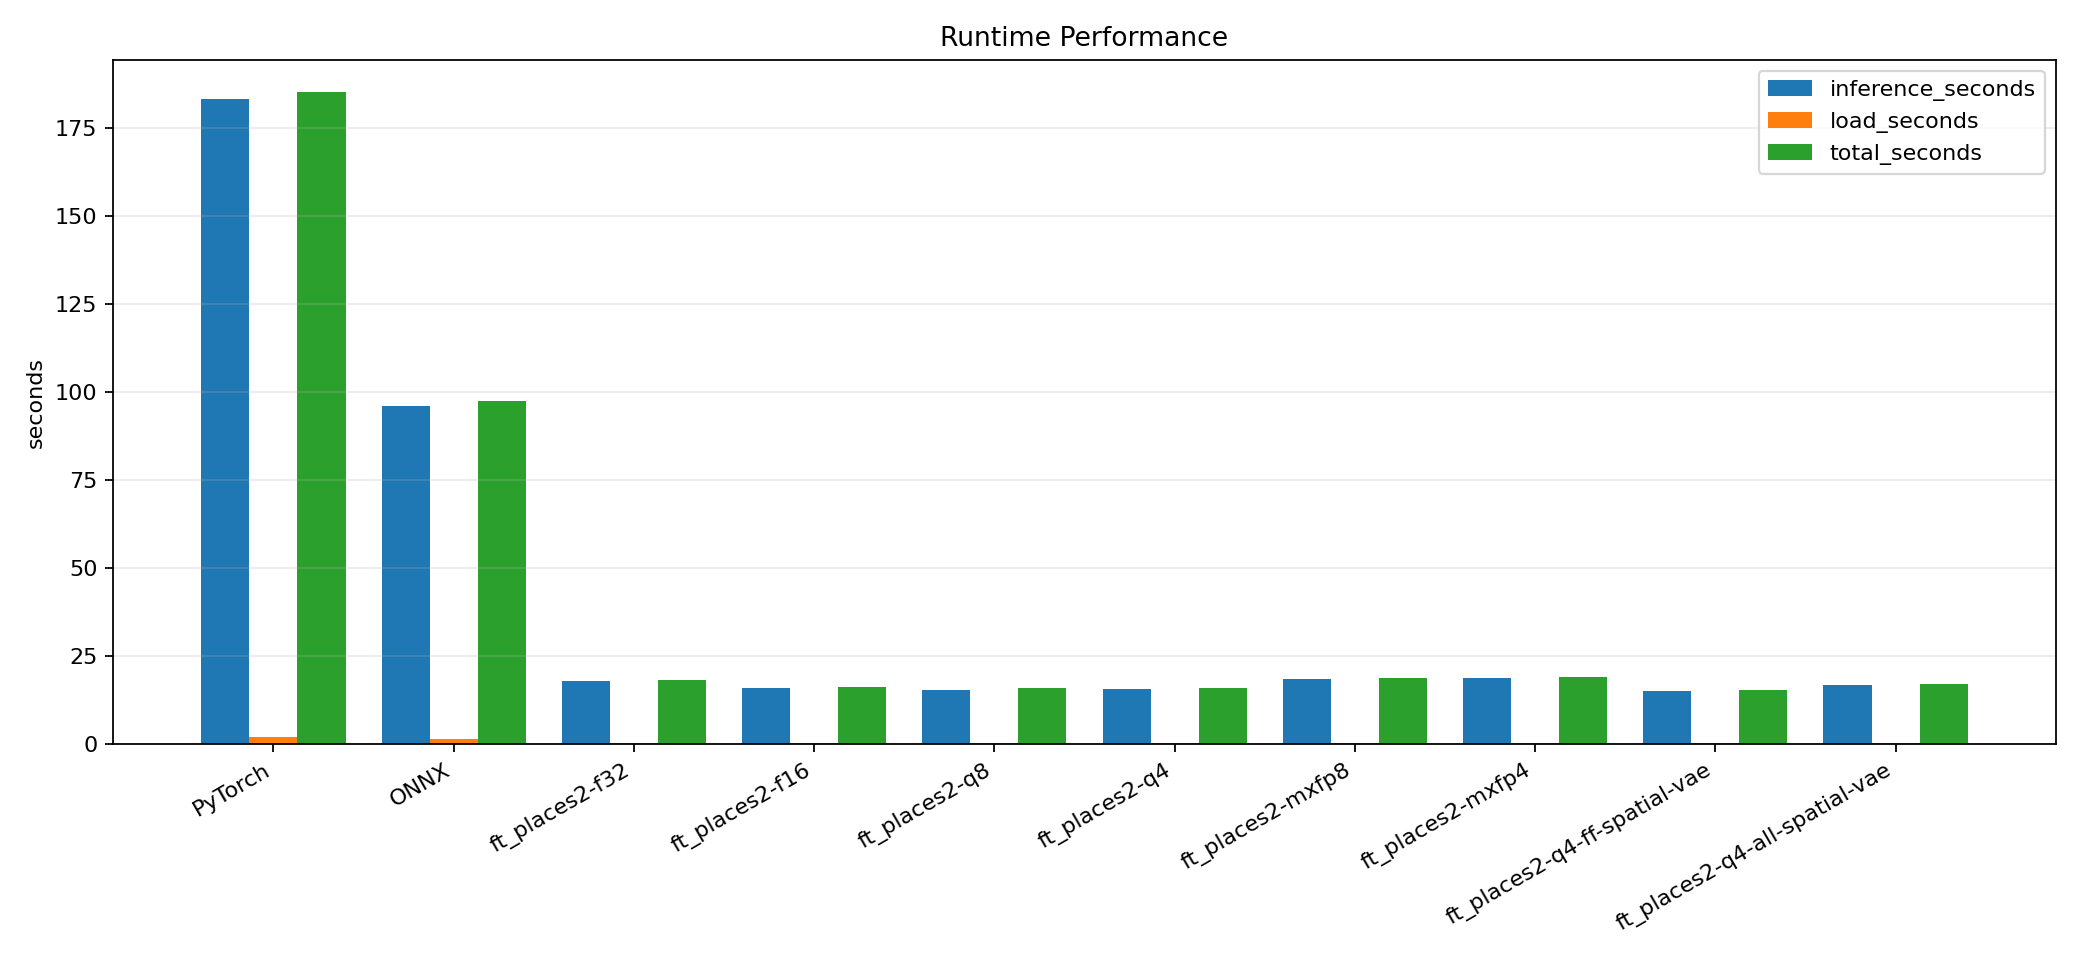 Runtime Performance
inference_seconds
load_seconds
total_seconds
seconds
175
150
125
100
75
50
25
0
PyTorch
ONNX
ft_places2-f32
ft_places2-f16
ft_places2-q8
ft_places2-q4
ft_places2-mxfp8
ft_places2-mxfp4
ft_places2-q4-ff-spatial-vae
ft_places2-q4-all-spatial-vae